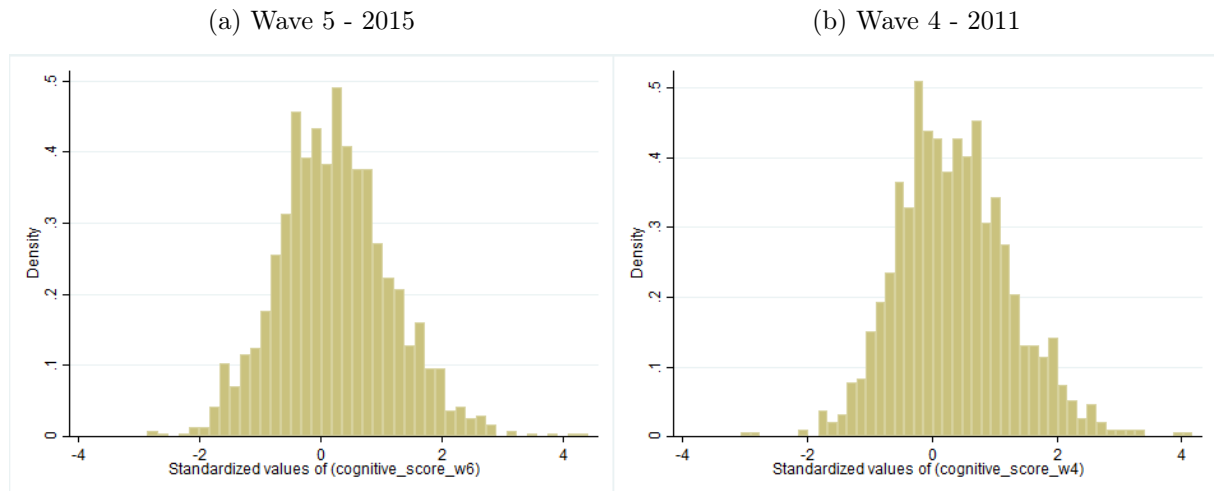 (a) Wave 5 - 2015
(b) Wave 4 - 2011
Density
.5
.4
.3
.2
.1
0
-4 -2 0 2 4
Standardized values of (cognitive_score_w6)
Density
.5
.4
.3
.2
.1
0
-4 -2 0 2 4
Standardized values of (cognitive_score_w4)